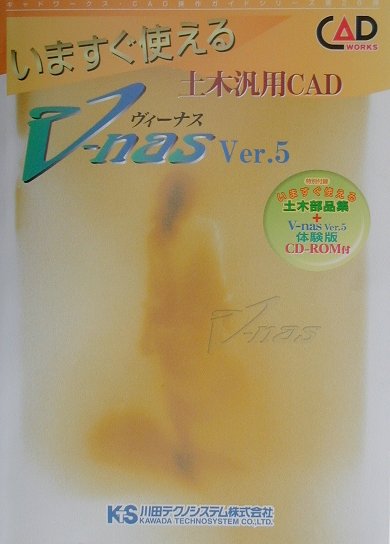 キャドワークス・CAD操作ガイドシリーズ第2弾
いますぐ使える
CAD
WORKS
土木汎用CAD
ヴィーナス
V-nas Ver.5
特別付録
いますぐ使える
土木部品集
+
V-nas Ver.5
体験版
CD-ROM付
V-nas
KTS 川田テクノシステム株式会社
KAWADA TECHNOSYSTEM CO.,LTD.